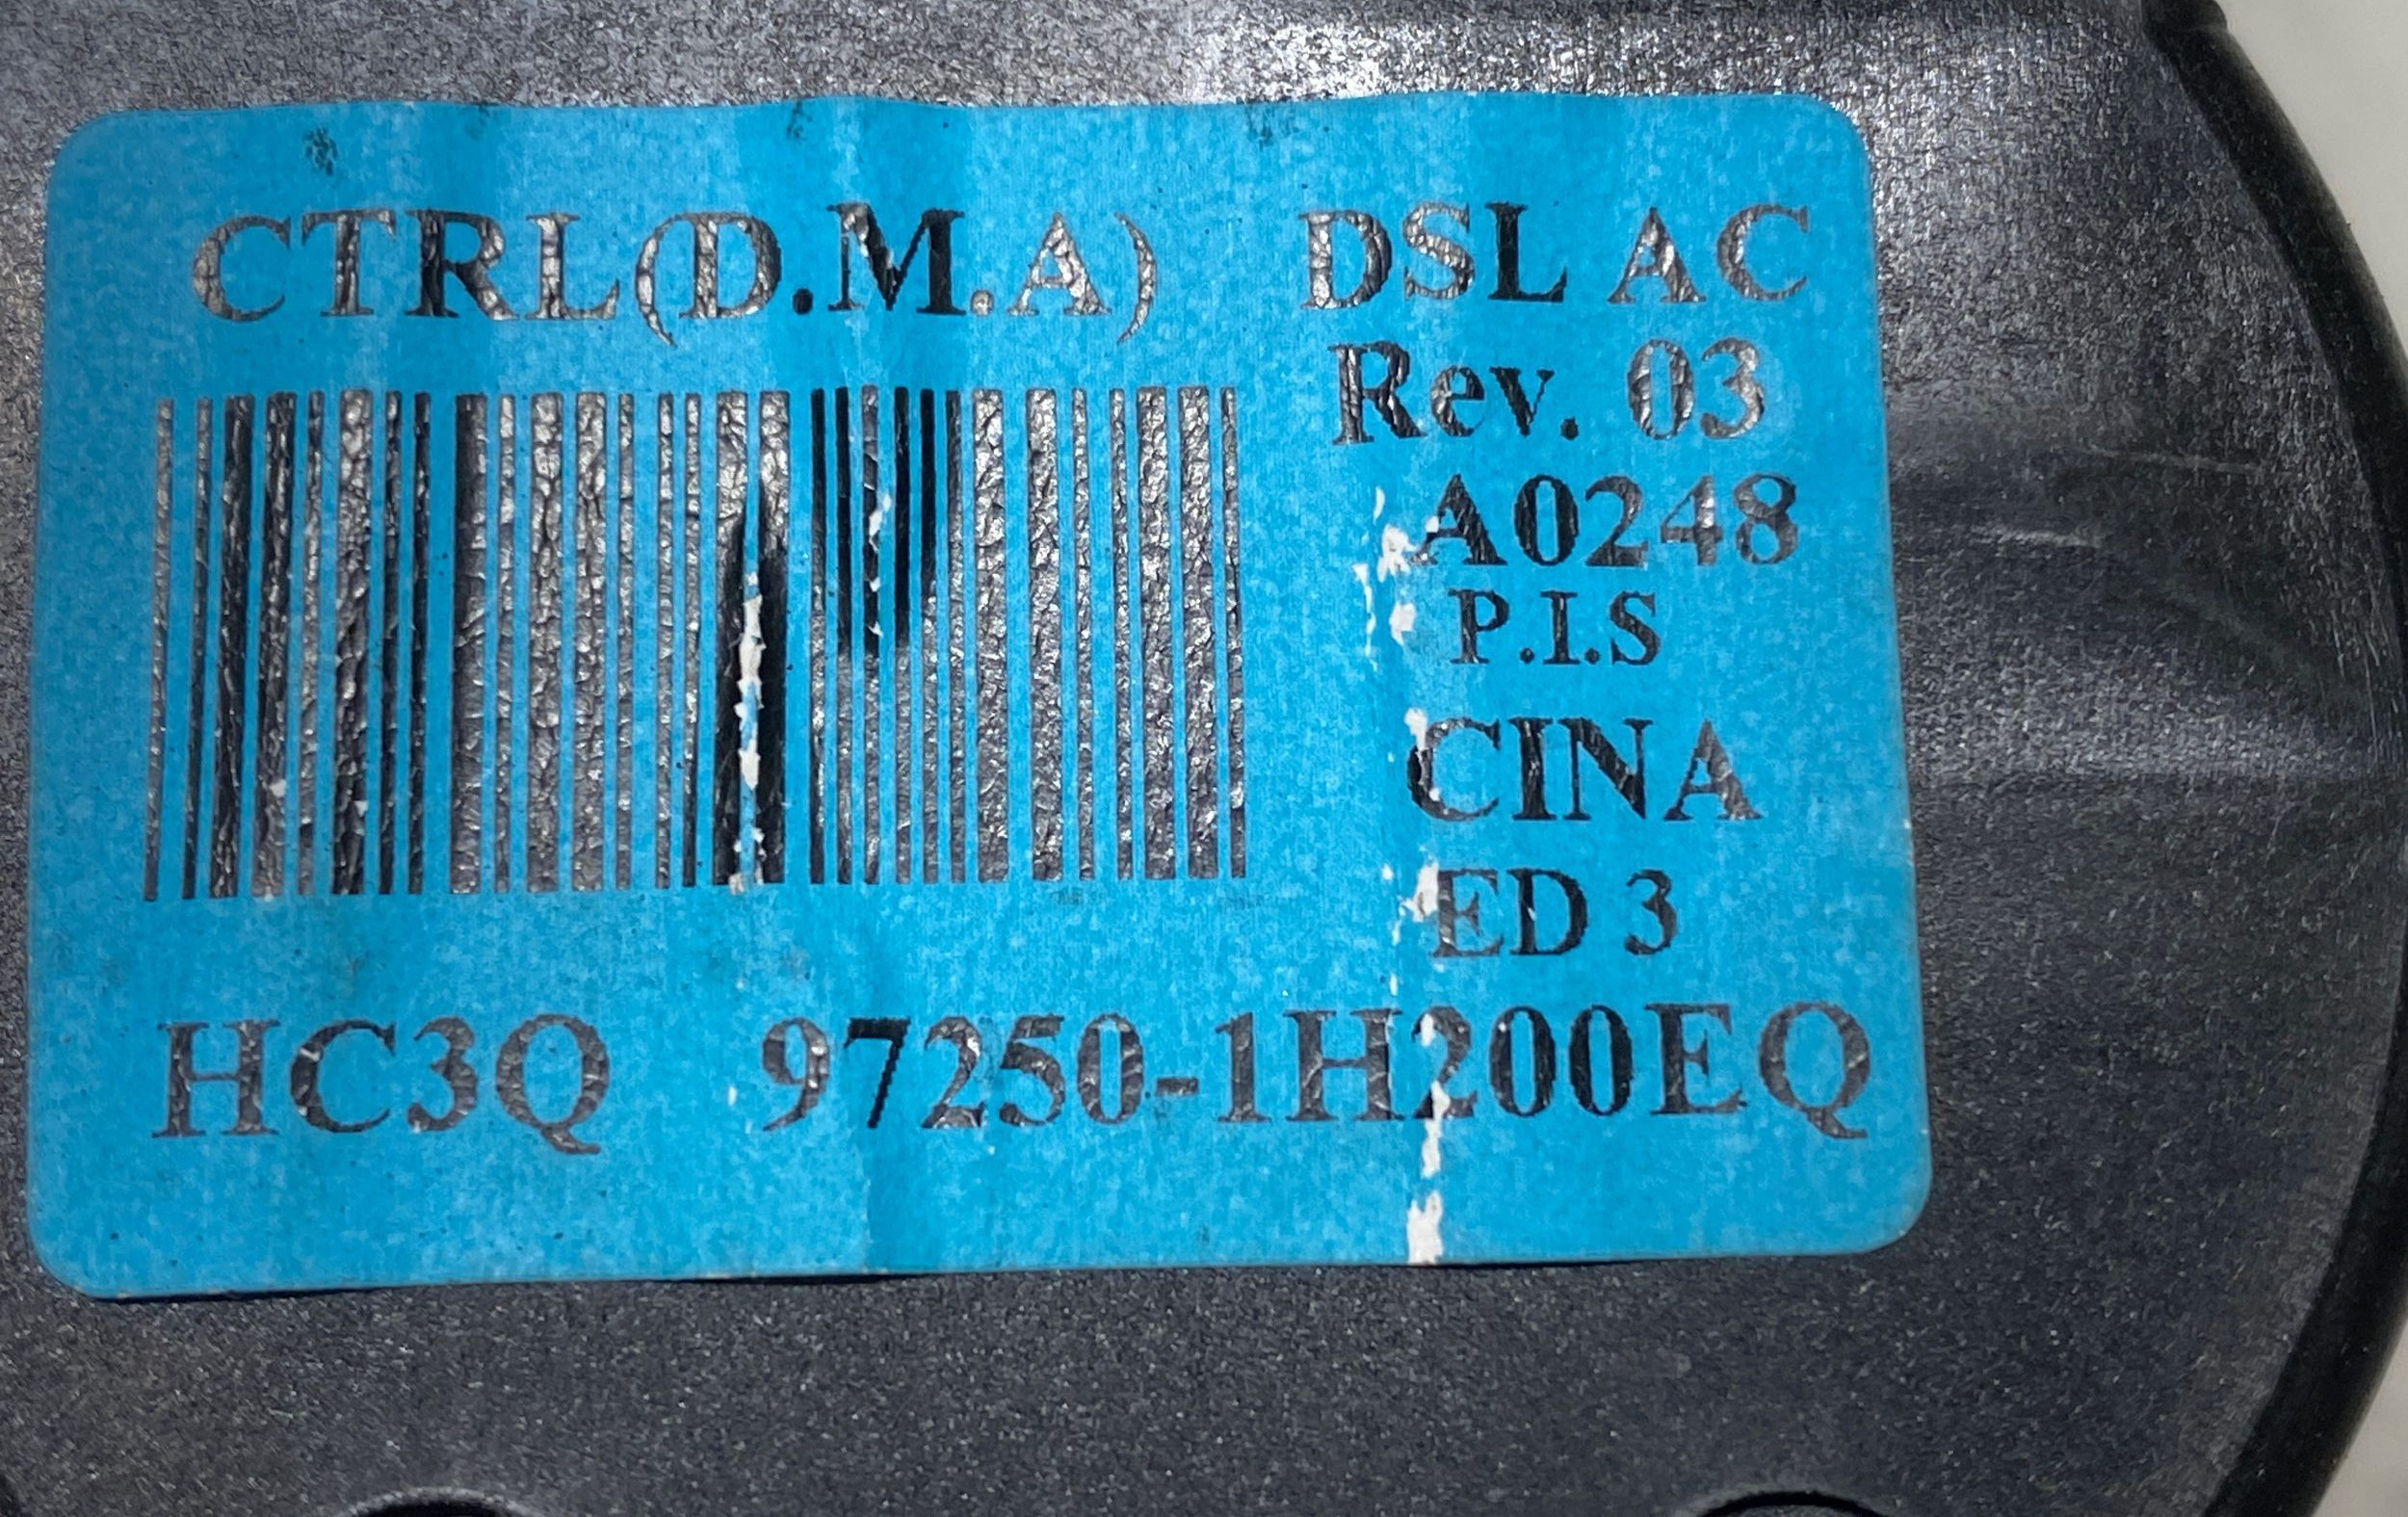 CTRL(D.M.A) DSL AC
Rev. 03
A0248
P.I.S
CINA
ED 3
HC3Q 97250-1H200EQ